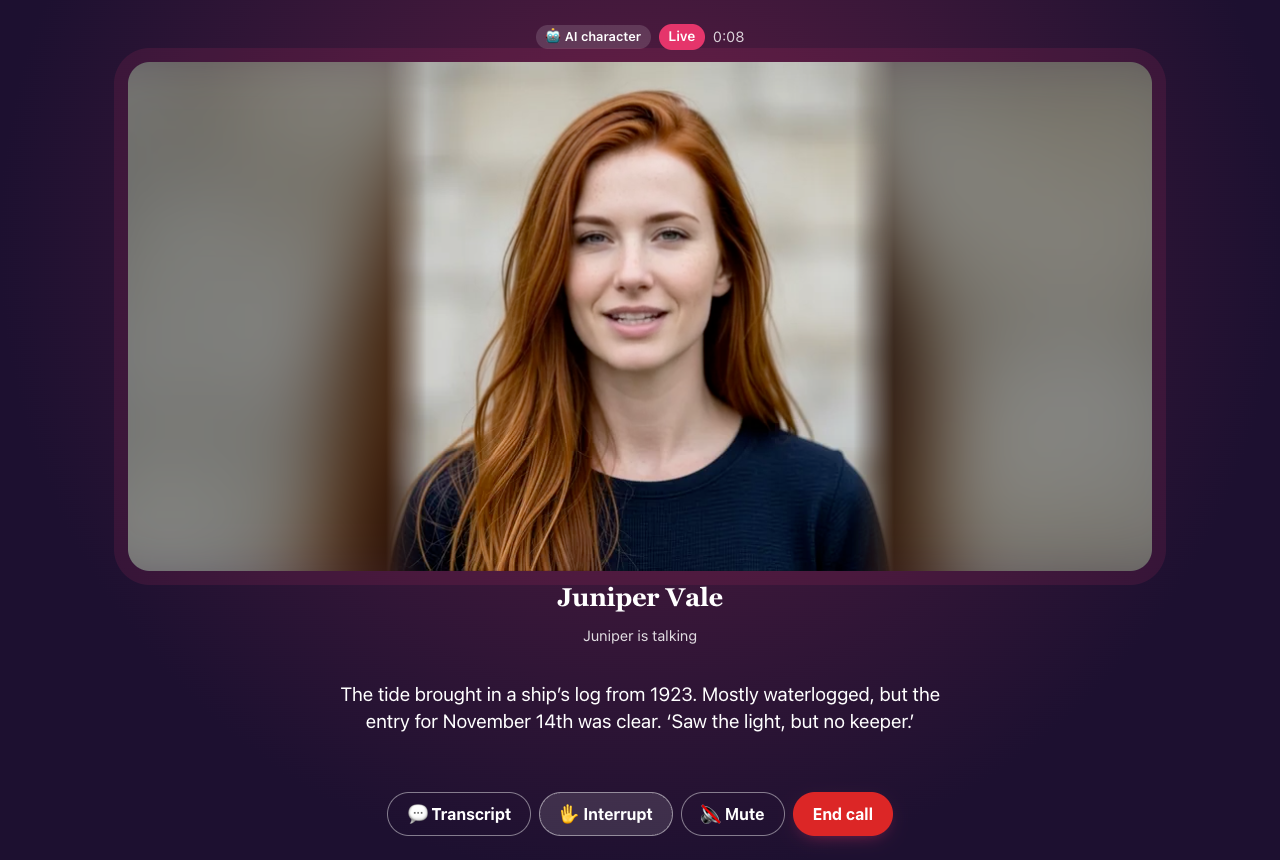 AI character Live 0:08
Juniper Vale
Juniper is talking
The tide brought in a ship’s log from 1923. Mostly waterlogged, but the
entry for November 14th was clear. ‘Saw the light, but no keeper.’
Transcript Interrupt Mute End call